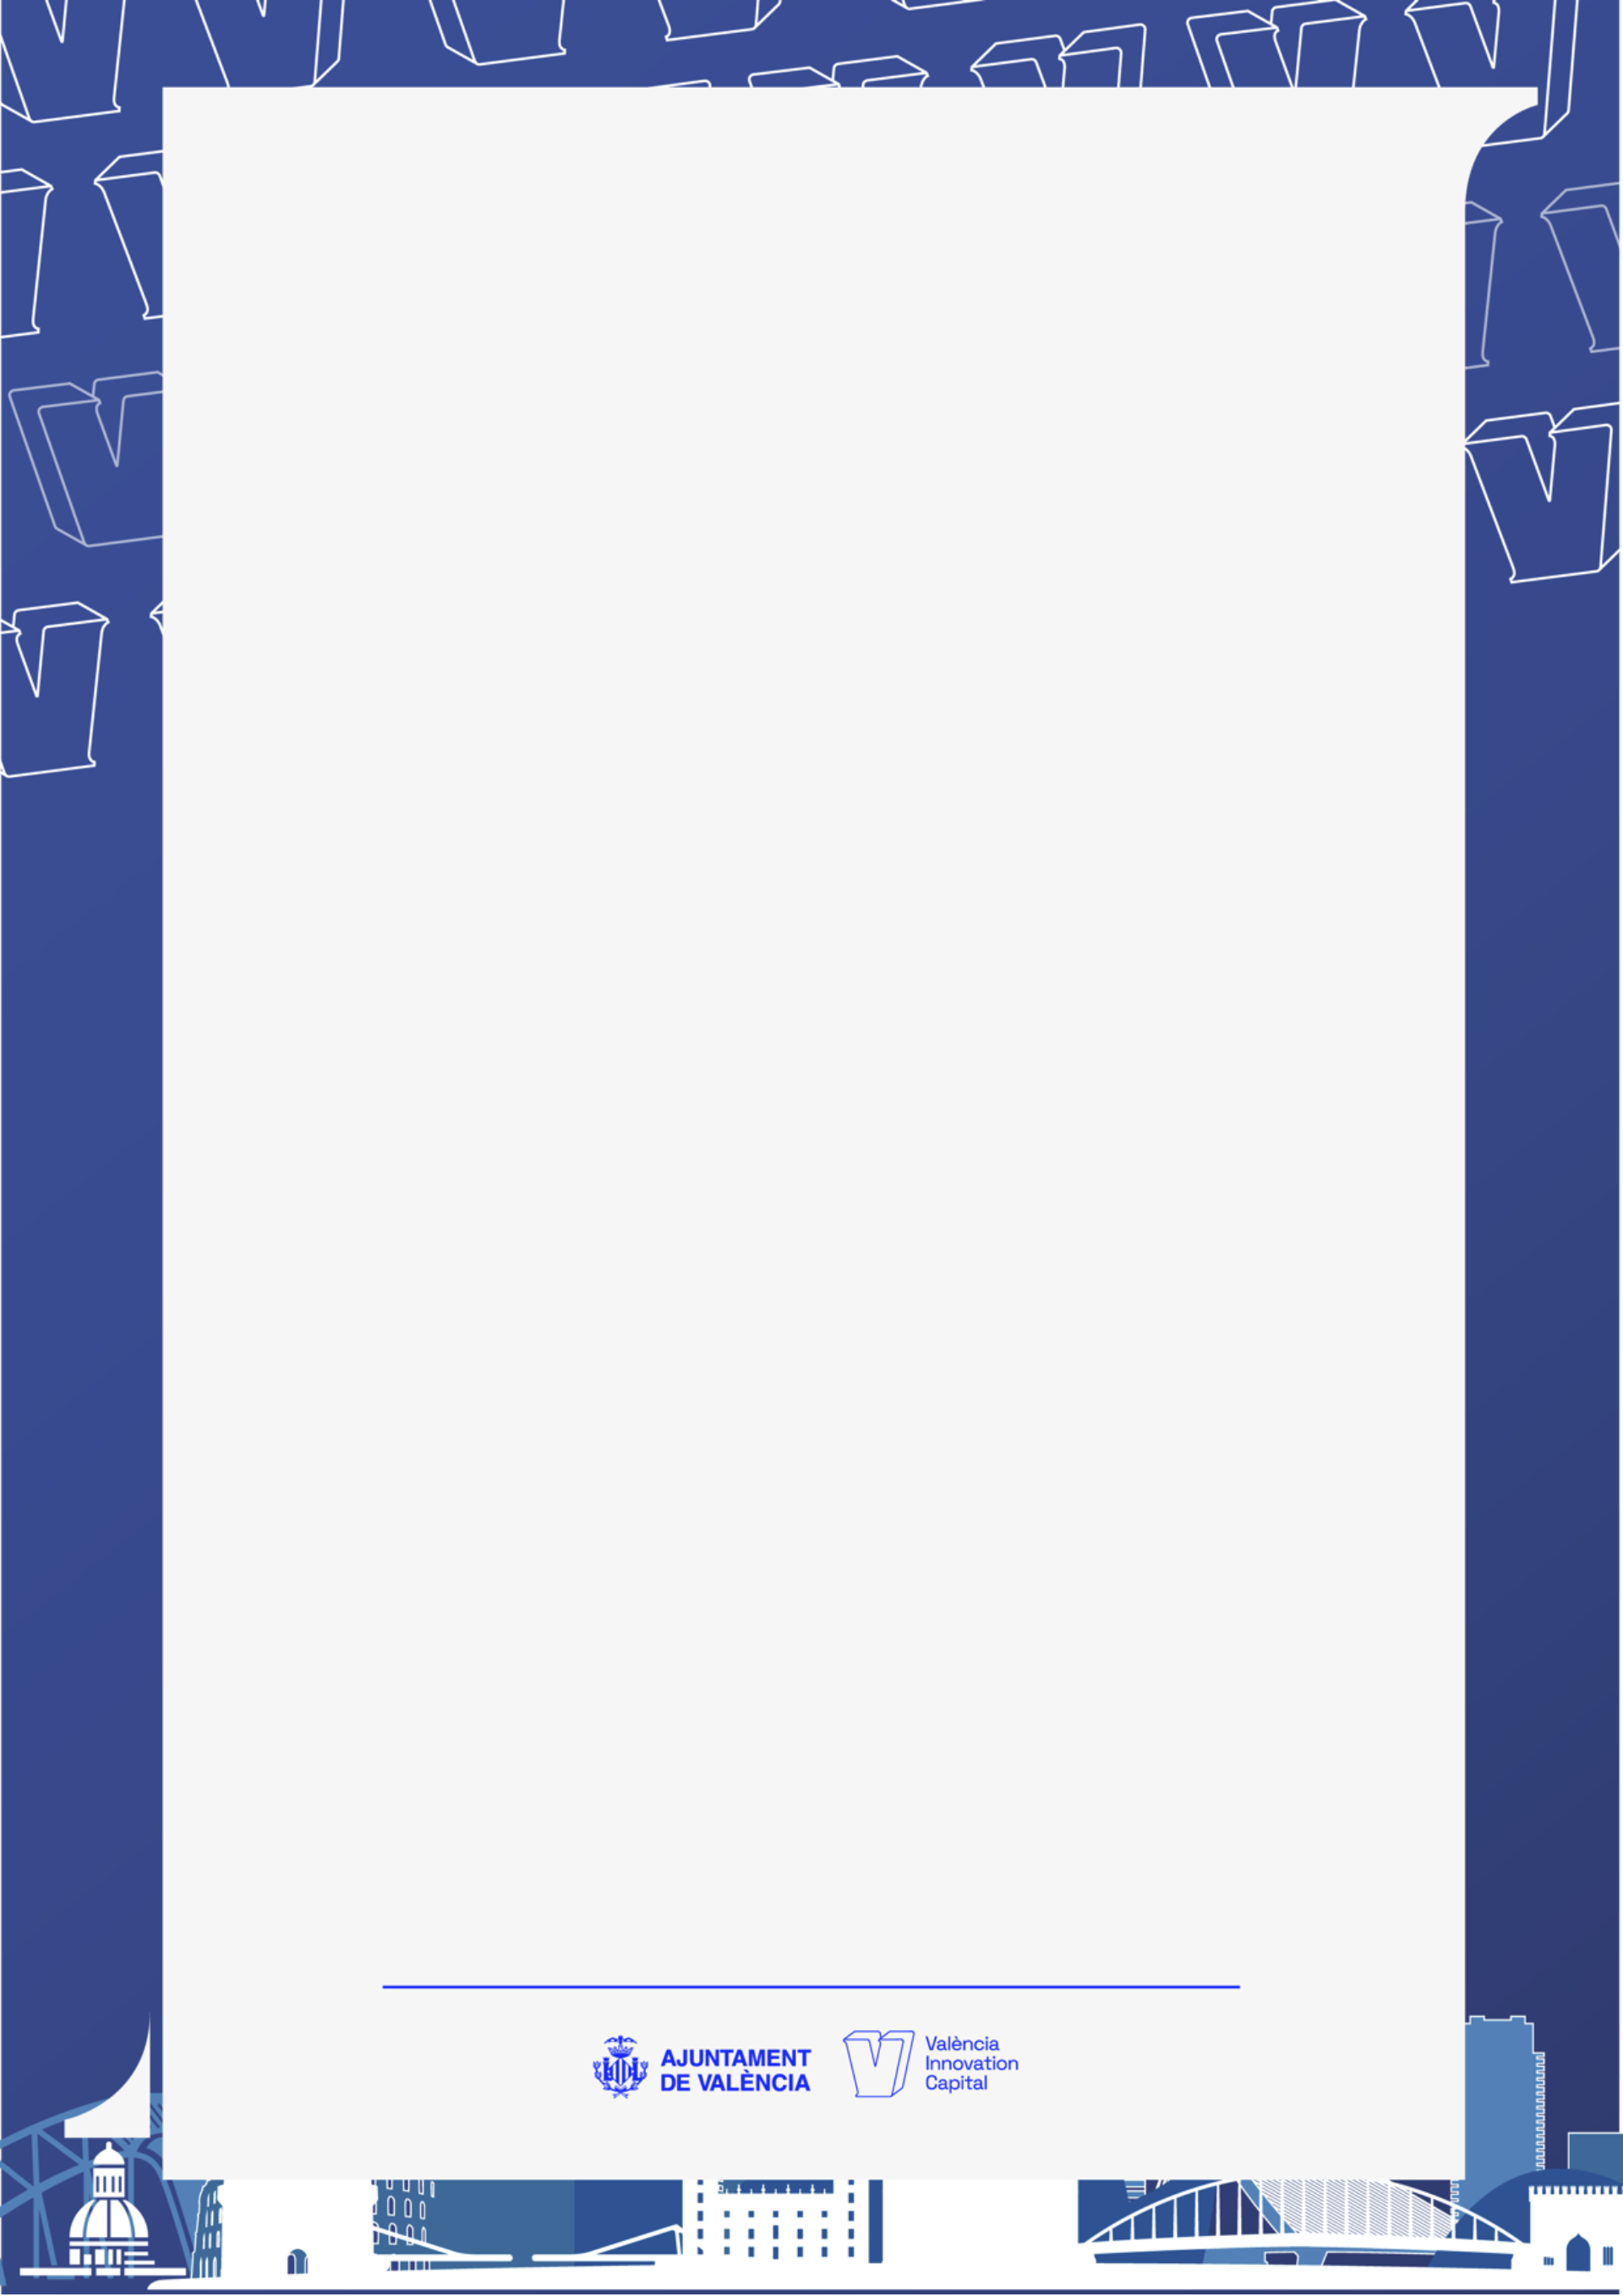 AJUNTAMENT
DE VALÈNCIA
València
Innovation
Capital